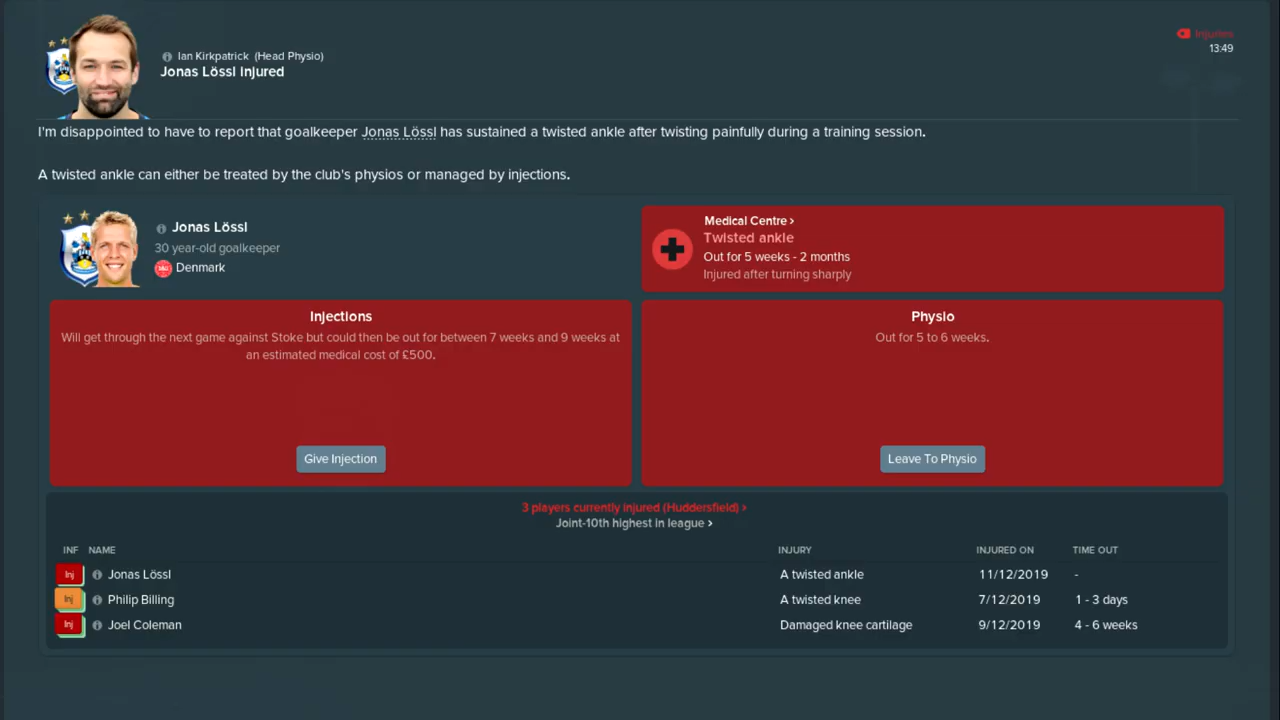 Ian Kirkpatrick (Head Physio)
Jonas Lössl Injured
Injuries
13:49
I'm disappointed to have to report that goalkeeper Jonas Lössl has sustained a twisted ankle after twisting painfully during a training session.
A twisted ankle can either be treated by the club's physios or managed by injections.
Jonas Lössl
30 year-old goalkeeper
Denmark
Medical Centre >
Twisted ankle
Out for 5 weeks - 2 months
Injured after turning sharply
Injections
Will get through the next game against Stoke but could then be out for between 7 weeks and 9 weeks at
an estimated medical cost of £500.
Give Injection
Physio
Out for 5 to 6 weeks.
Leave To Physio
3 players currently injured (Huddersfield) >
Joint-10th highest in league >
INF NAME INJURY INJURED ON TIME OUT
Inj Jonas Lössl A twisted ankle 11/12/2019 -
Inj Philip Billing A twisted knee 7/12/2019 1 - 3 days
Inj Joel Coleman Damaged knee cartilage 9/12/2019 4 - 6 weeks